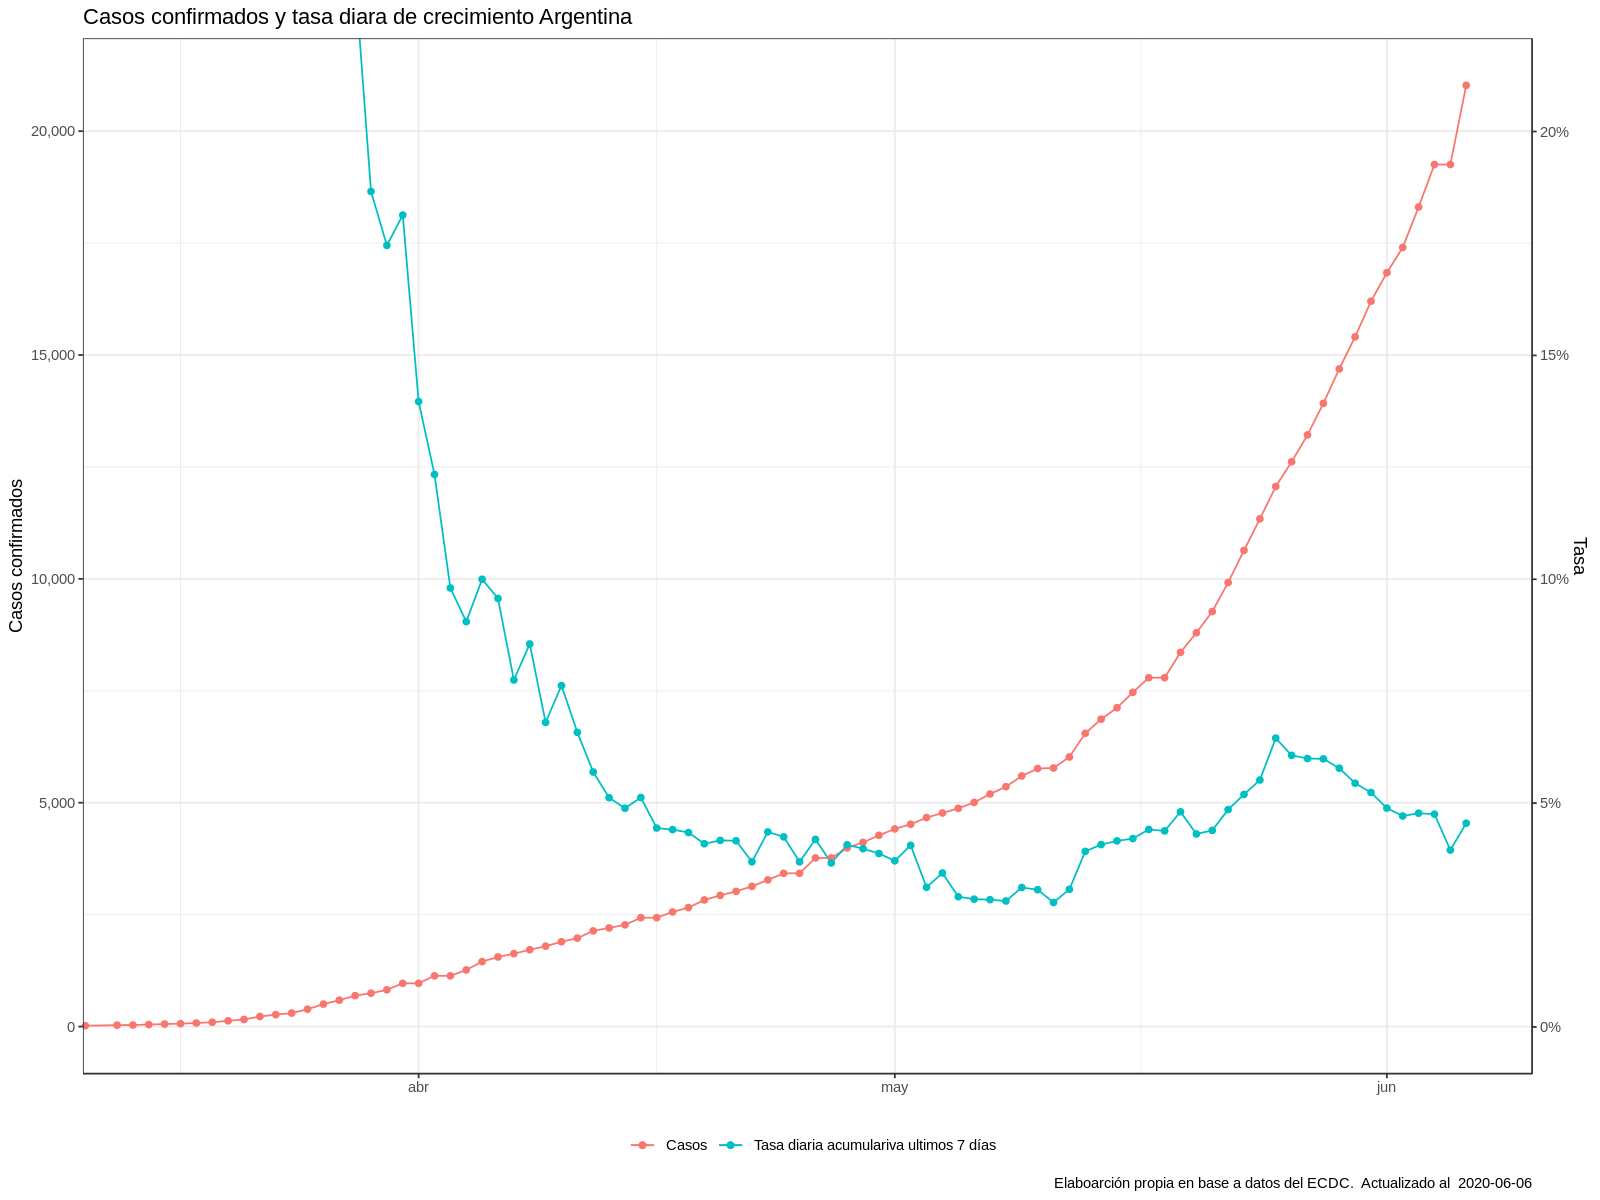 Casos confirmados y tasa diara de crecimiento Argentina
Casos confirmados
20,000
15,000
10,000
5,000
0
20%
15%
10%
5%
0%
Tasa
abr
may
jun
Casos
Tasa diaria acumulariva ultimos 7 días
Elaboarción propia en base a datos del ECDC.  Actualizado al  2020-06-06